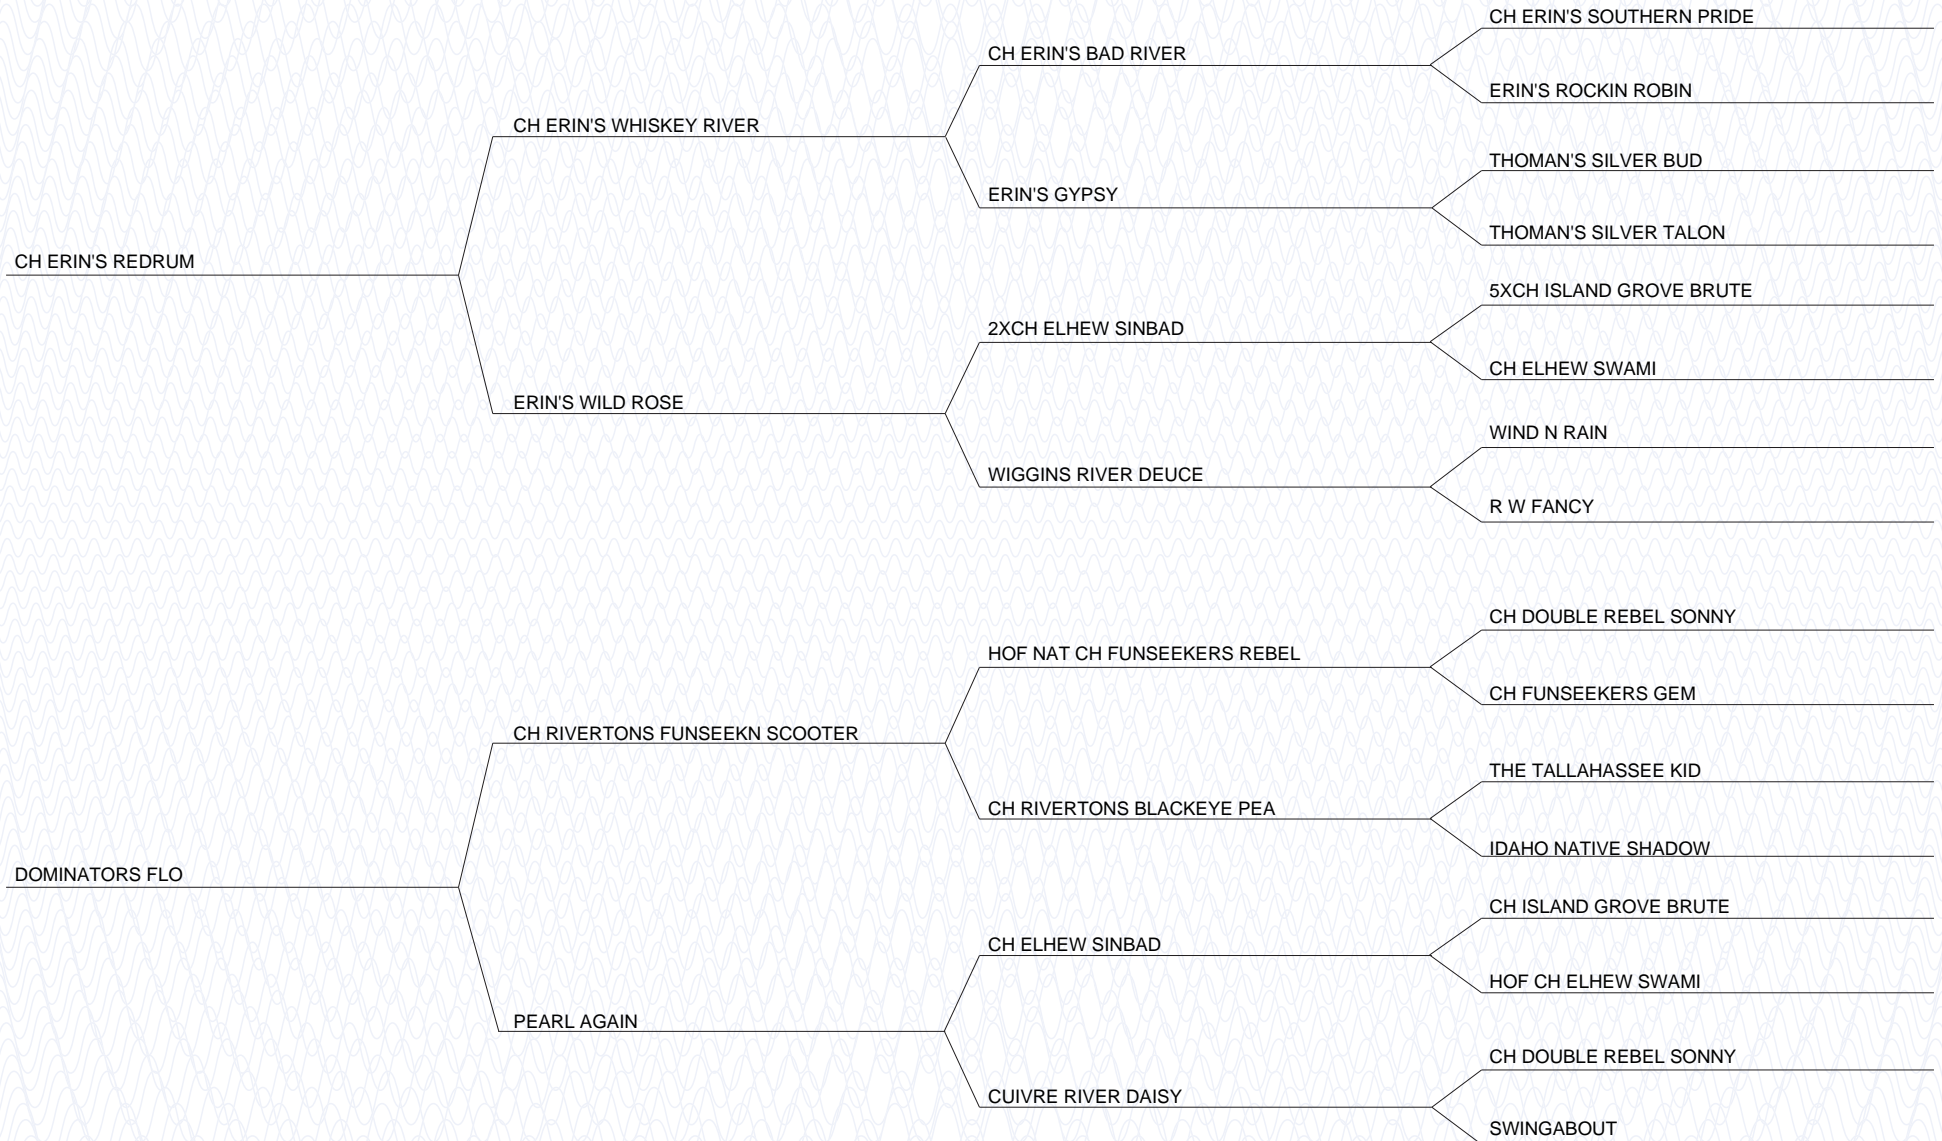 CH ERIN'S SOUTHERN PRIDE
CH ERIN'S BAD RIVER
ERIN'S ROCKIN ROBIN
CH ERIN'S WHISKEY RIVER
THOMAN'S SILVER BUD
ERIN'S GYPSY
THOMAN'S SILVER TALON
CH ERIN'S REDRUM
5XCH ISLAND GROVE BRUTE
2XCH ELHEW SINBAD
CH ELHEW SWAMI
ERIN'S WILD ROSE
WIND N RAIN
WIGGINS RIVER DEUCE
R W FANCY
CH DOUBLE REBEL SONNY
HOF NAT CH FUNSEEKERS REBEL
CH FUNSEEKERS GEM
CH RIVERTONS FUNSEEKN SCOOTER
THE TALLAHASSEE KID
CH RIVERTONS BLACKEYE PEA
IDAHO NATIVE SHADOW
DOMINATORS FLO
CH ISLAND GROVE BRUTE
CH ELHEW SINBAD
HOF CH ELHEW SWAMI
PEARL AGAIN
CH DOUBLE REBEL SONNY
CUIVRE RIVER DAISY
SWINGABOUT